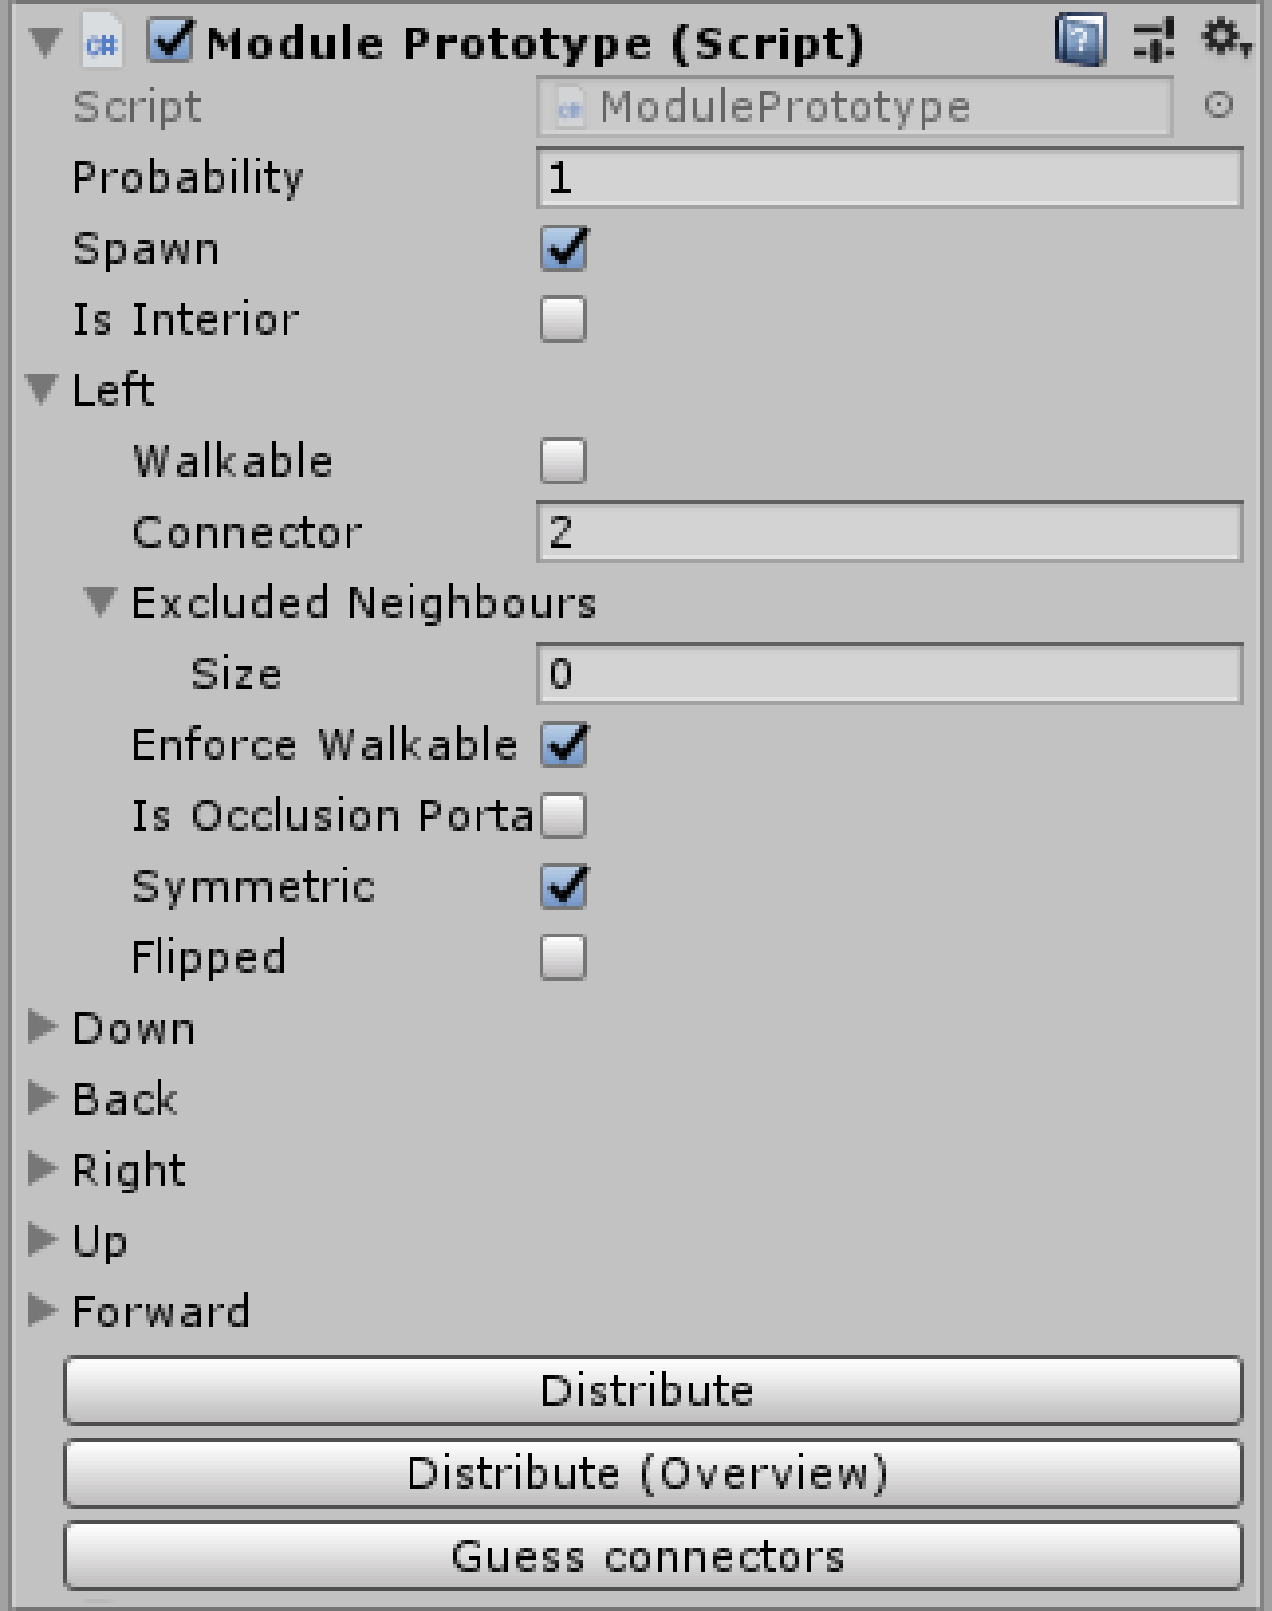 Module Prototype (Script)
Script ModulePrototype
Probability 1
Spawn
Is Interior
Left
Walkable
Connector 2
Excluded Neighbours
Size 0
Enforce Walkable
Is Occlusion Porta
Symmetric
Flipped
Down
Back
Right
Up
Forward
Distribute
Distribute (Overview)
Guess connectors